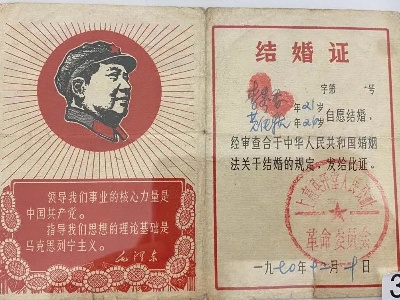 领导我们事业的核心力量是
中国共产党。
指导我们思想的理论基础是
马克思列宁主义。
毛泽东
结婚证
字第 号
年21岁
年24岁 自愿结婚,
经审查合于中华人民共和国婚姻
法关于结婚的规定,发给此证。
革命委员会
一九七0年十二月 日
3